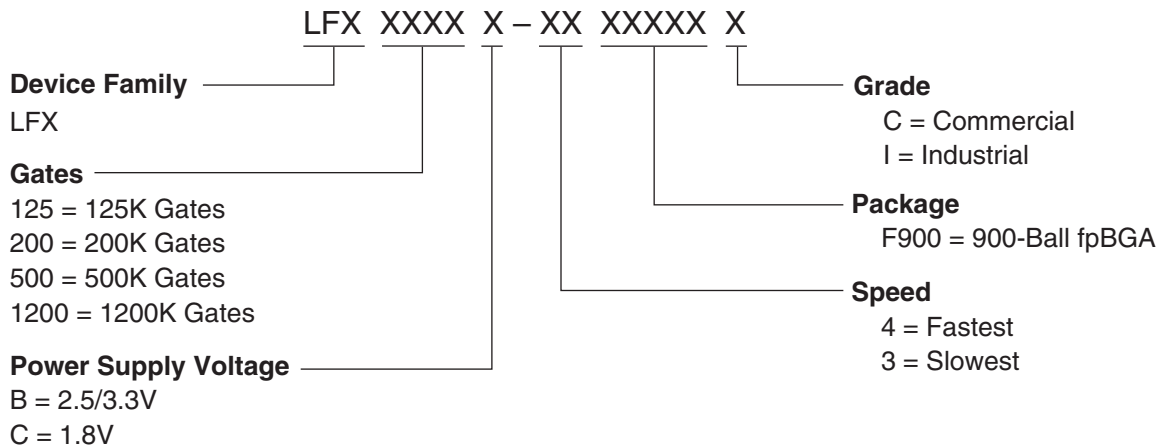 LFX XXXX X – XX XXXXX X
Device Family
LFX
Gates
125 = 125K Gates
200 = 200K Gates
500 = 500K Gates
1200 = 1200K Gates
Power Supply Voltage
B = 2.5/3.3V
C = 1.8V
Grade
C = Commercial
I = Industrial
Package
F900 = 900-Ball fpBGA
Speed
4 = Fastest
3 = Slowest